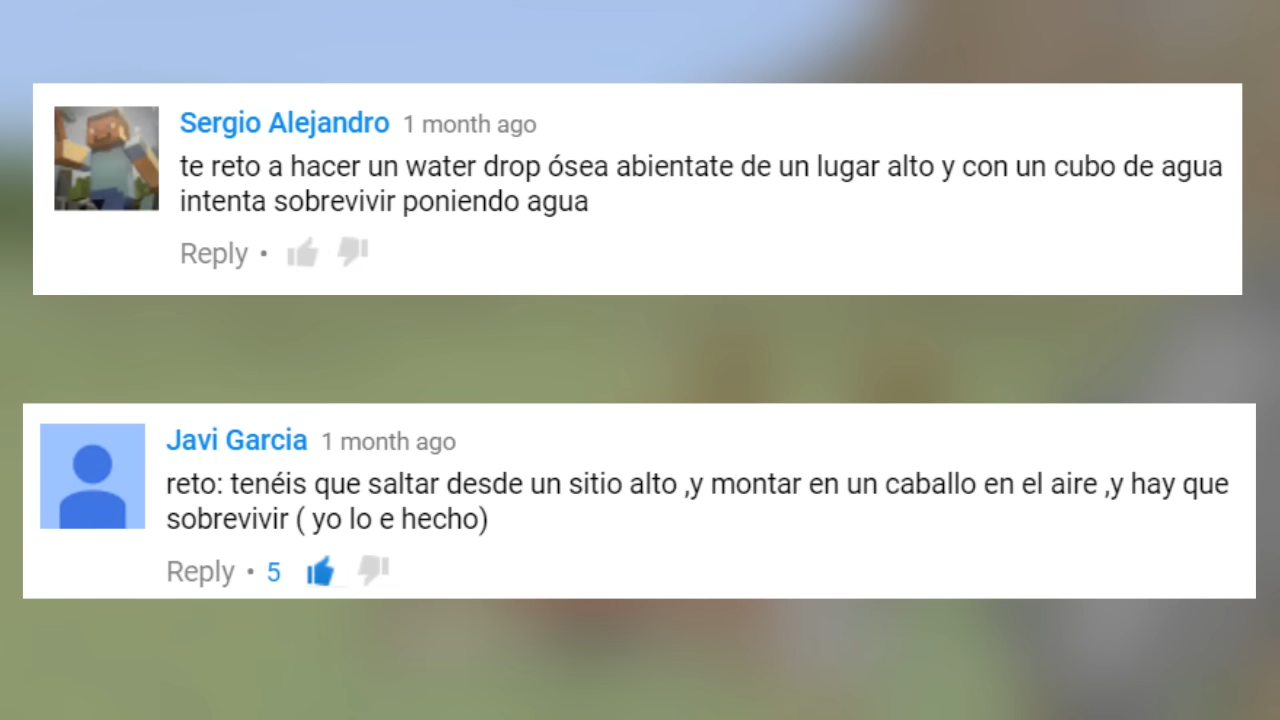 Sergio Alejandro 1 month ago
te reto a hacer un water drop ósea abientate de un lugar alto y con un cubo de agua
intenta sobrevivir poniendo agua
Reply •
Javi Garcia 1 month ago
reto: tenéis que saltar desde un sitio alto ,y montar en un caballo en el aire ,y hay que
sobrevivir ( yo lo e hecho)
Reply • 5